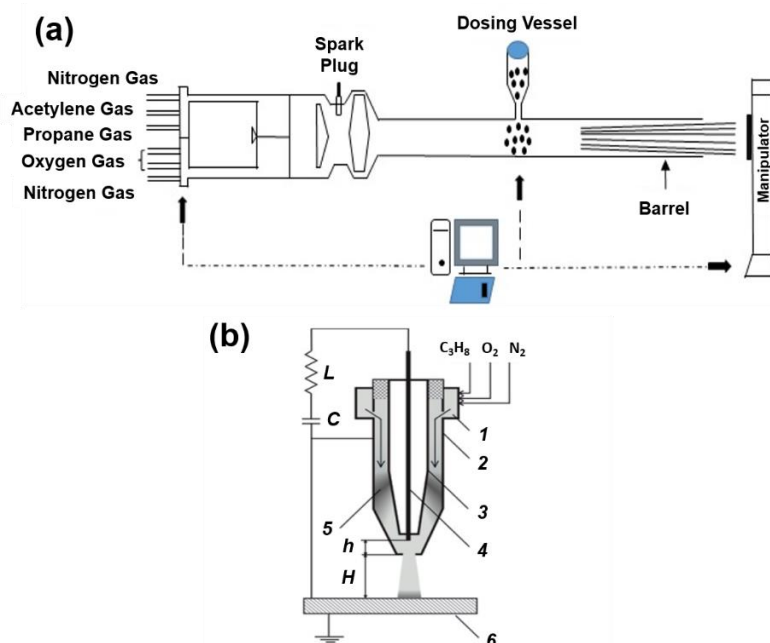 (a)
Dosing Vessel
Spark
Plug
Nitrogen Gas
Acetylene Gas
Propane Gas
Oxygen Gas
Nitrogen Gas
Manipulator
Barrel
(b)
C₃H₈ O₂ N₂
L
C
1
2
3
5
4
h
H
6